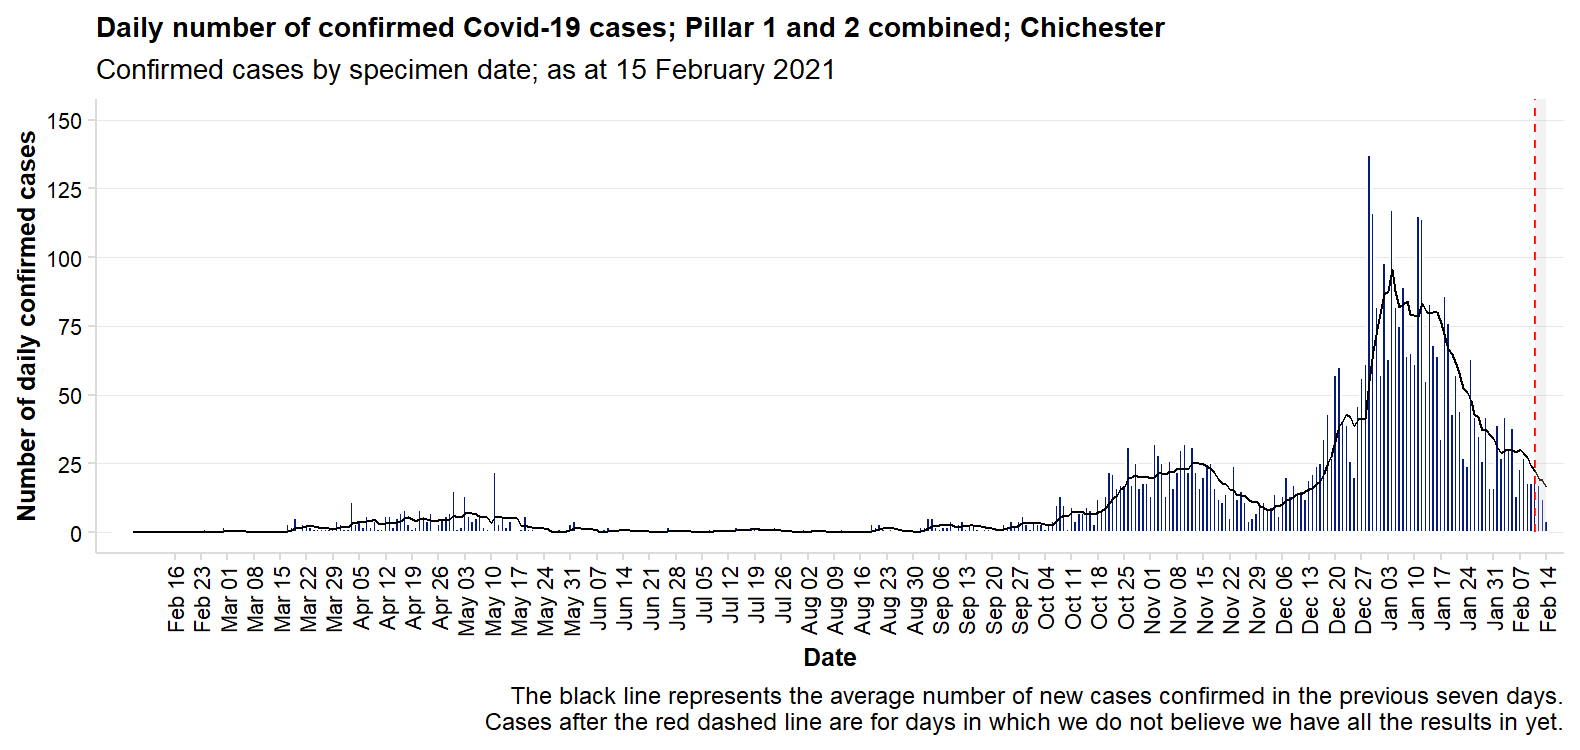 Daily number of confirmed Covid-19 cases; Pillar 1 and 2 combined; Chichester
Confirmed cases by specimen date; as at 15 February 2021
Number of daily confirmed cases
150
125
100
75
50
25
0
Feb 16
Feb 23
Mar 01
Mar 08
Mar 15
Mar 22
Mar 29
Apr 05
Apr 12
Apr 19
Apr 26
May 03
May 10
May 17
May 24
May 31
Jun 07
Jun 14
Jun 21
Jun 28
Jul 05
Jul 12
Jul 19
Jul 26
Aug 02
Aug 09
Aug 16
Aug 23
Aug 30
Sep 06
Sep 13
Sep 20
Sep 27
Oct 04
Oct 11
Oct 18
Oct 25
Nov 01
Nov 08
Nov 15
Nov 22
Nov 29
Dec 06
Dec 13
Dec 20
Dec 27
Jan 03
Jan 10
Jan 17
Jan 24
Jan 31
Feb 07
Feb 14
Date
The black line represents the average number of new cases confirmed in the previous seven days.
Cases after the red dashed line are for days in which we do not believe we have all the results in yet.